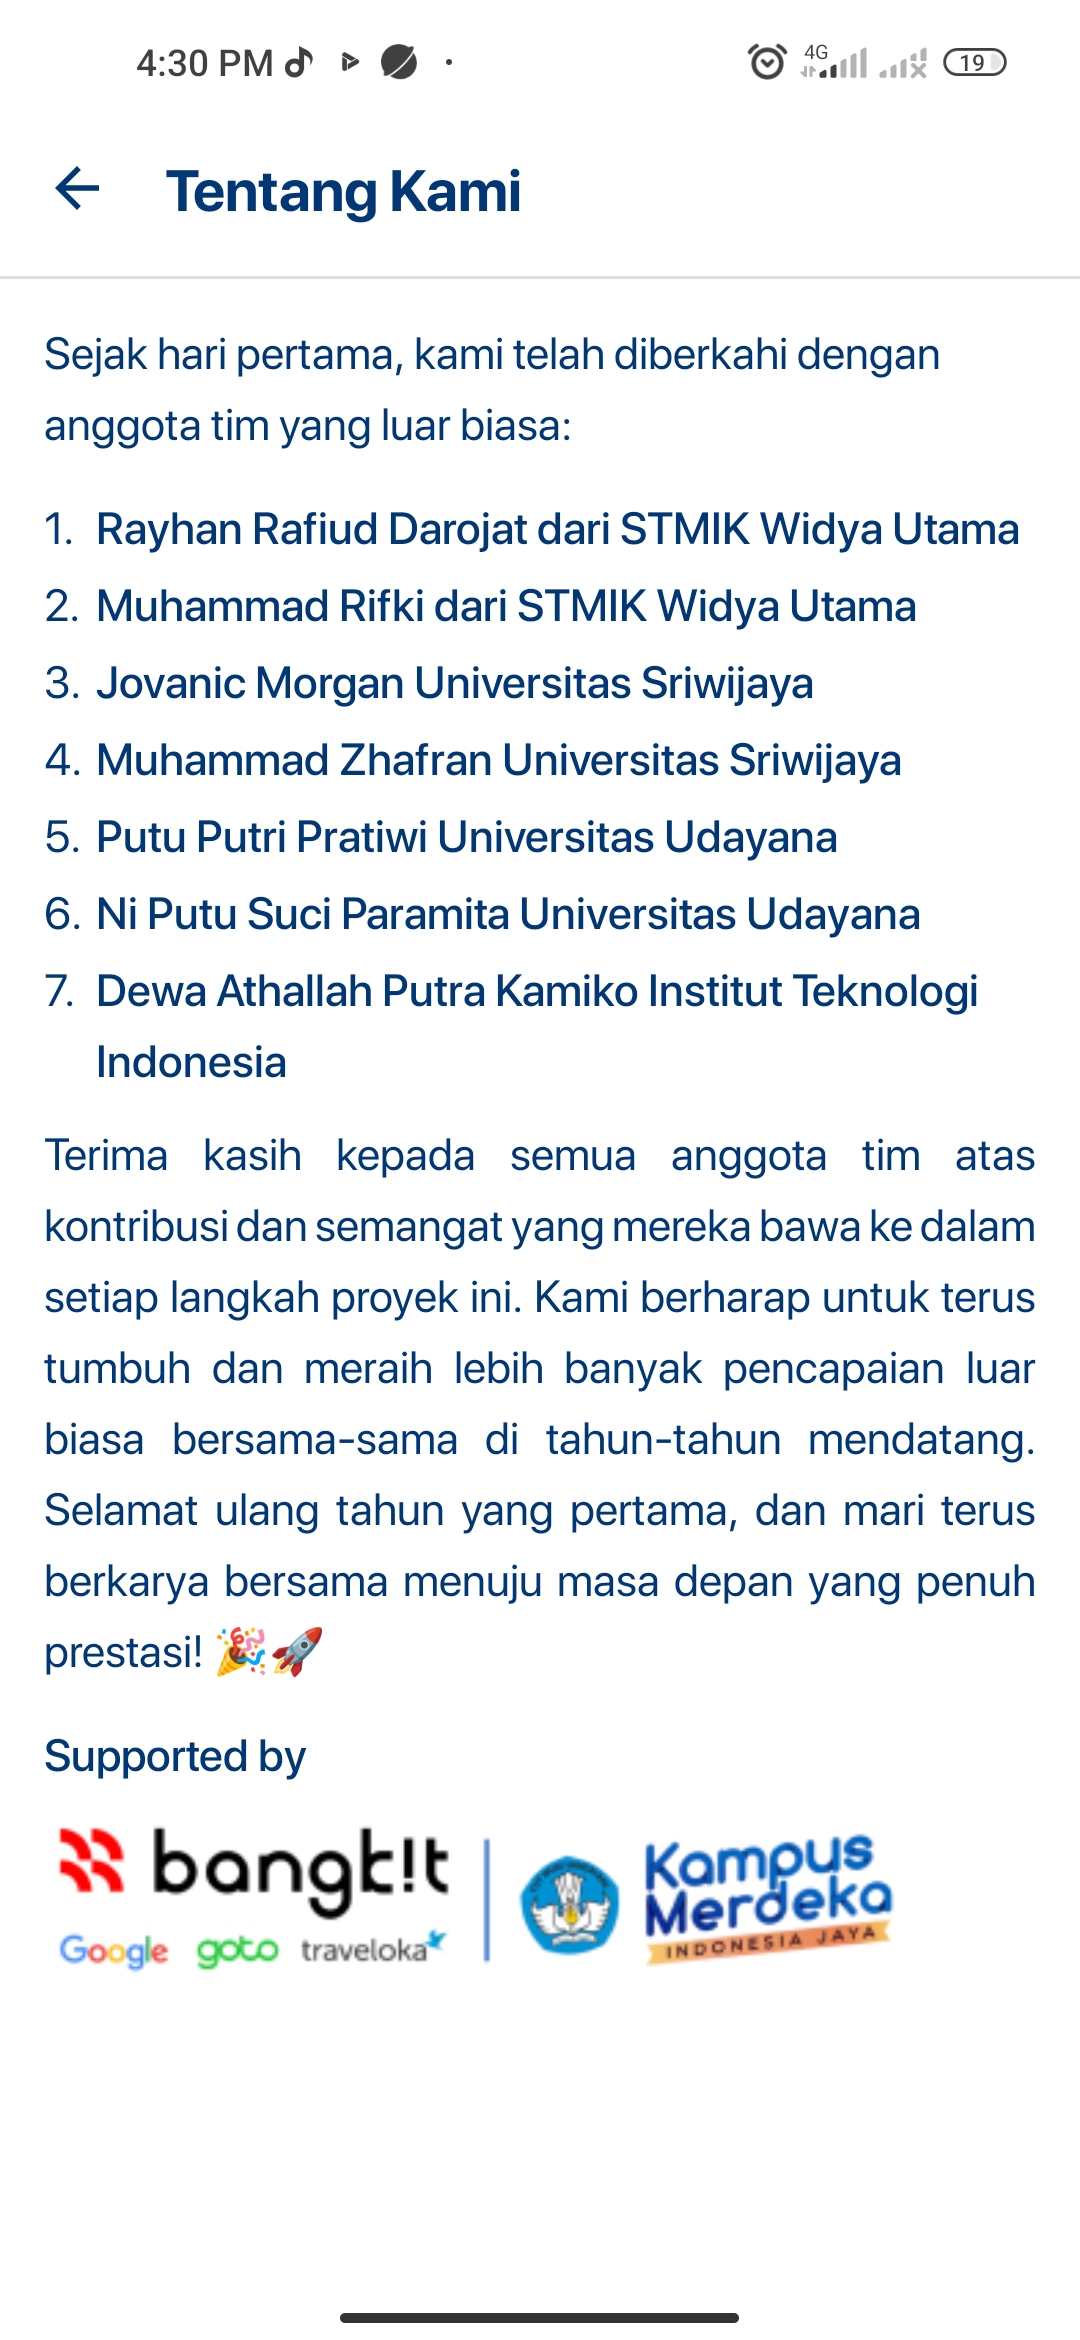 4:30 PM
4G
19
Tentang Kami
Sejak hari pertama, kami telah diberkahi dengan
anggota tim yang luar biasa:
1. Rayhan Rafiud Darojat dari STMIK Widya Utama
2. Muhammad Rifki dari STMIK Widya Utama
3. Jovanic Morgan Universitas Sriwijaya
4. Muhammad Zhafran Universitas Sriwijaya
5. Putu Putri Pratiwi Universitas Udayana
6. Ni Putu Suci Paramita Universitas Udayana
7. Dewa Athallah Putra Kamiko Institut Teknologi
Indonesia
Terima kasih kepada semua anggota tim atas
kontribusi dan semangat yang mereka bawa ke dalam
setiap langkah proyek ini. Kami berharap untuk terus
tumbuh dan meraih lebih banyak pencapaian luar
biasa bersama-sama di tahun-tahun mendatang.
Selamat ulang tahun yang pertama, dan mari terus
berkarya bersama menuju masa depan yang penuh
prestasi! 🎉🚀
Supported by
bangk!t
Google goto traveloka
Kampus
Merdeka
INDONESIA JAYA